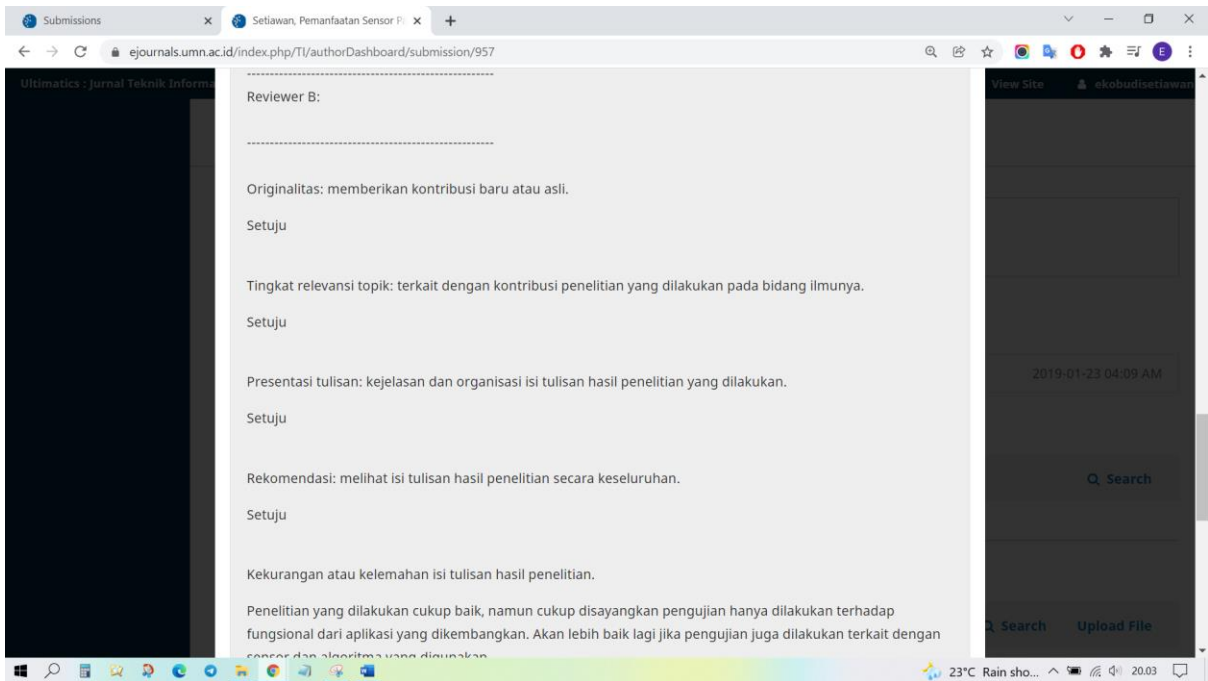 Submissions
Setiawan, Pemanfaatan Sensor P
ejournals.umn.ac.id/index.php/TI/authorDashboard/submission/957
E
Ultimatics : Jurnal Teknik Informa
View Site
ekobudisetiawan
---------------------------------------------------
Reviewer B:
---------------------------------------------------
Originalitas: memberikan kontribusi baru atau asli.
Setuju
Tingkat relevansi topik: terkait dengan kontribusi penelitian yang dilakukan pada bidang ilmunya.
Setuju
2019-01-23 04:09 AM
Presentasi tulisan: kejelasan dan organisasi isi tulisan hasil penelitian yang dilakukan.
Setuju
Rekomendasi: melihat isi tulisan hasil penelitian secara keseluruhan.
Search
Setuju
Kekurangan atau kelemahan isi tulisan hasil penelitian.
Penelitian yang dilakukan cukup baik, namun cukup disayangkan pengujian hanya dilakukan terhadap
fungsional dari aplikasi yang dikembangkan. Akan lebih baik lagi jika pengujian juga dilakukan terkait dengan
Search Upload File
sensor dan algoritma yang digunakan
23°C Rain sho... 20.03